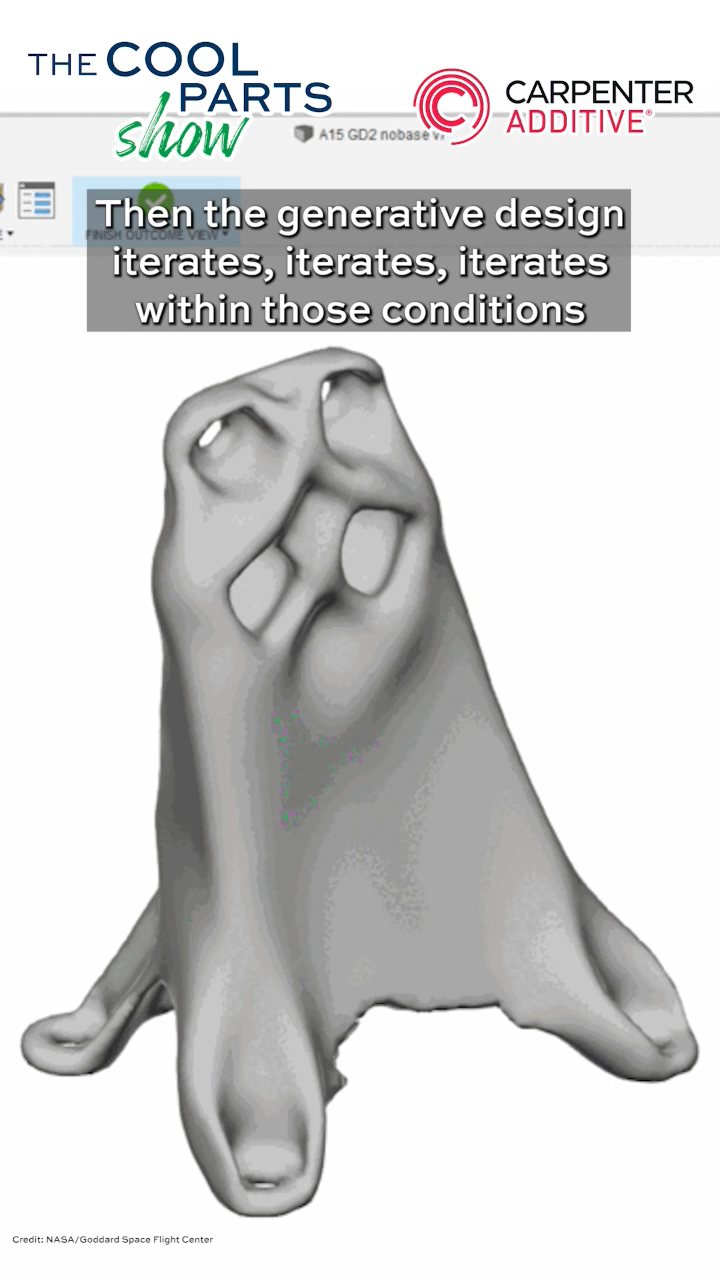 THE COOL
PARTS
show
CARPENTER
ADDITIVE®
A15 GD2 nobase
FINISH OUTCOME VIEW
Then the generative design
iterates, iterates, iterates
within those conditions
Credit: NASA/Goddard Space Flight Center